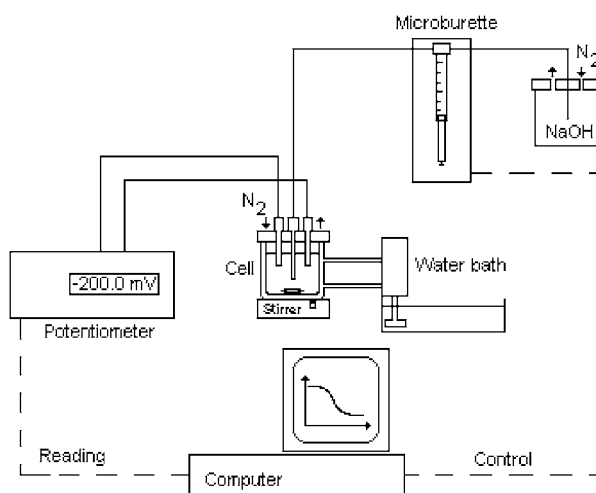 Microburette
N2
NaOH
N2
Cell
Water bath
-200.0 mV
Stirrer
Potentiometer
Reading
Control
Computer